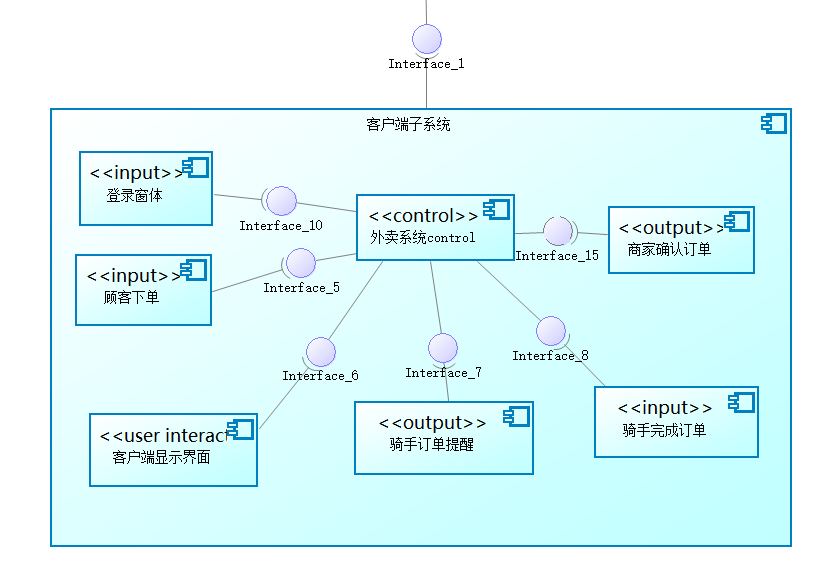 Interface_1
客户端子系统
<<input>>
登录窗体
Interface_10
<<control>>
外卖系统control
Interface_15
<<output>>
商家确认订单
<<input>>
顾客下单
Interface_5
Interface_6
Interface_7
Interface_8
<<user interact
客户端显示界面
<<output>>
骑手订单提醒
<<input>>
骑手完成订单